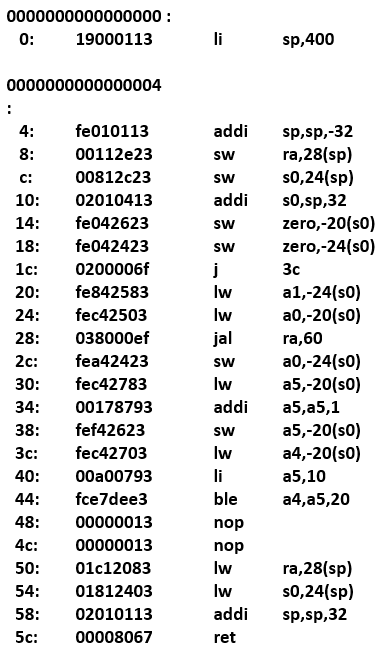 0000000000000000 :
0: 19000113 li sp,400
0000000000000004
:
4: fe010113 addi sp,sp,-32
8: 00112e23 sw ra,28(sp)
c: 00812c23 sw s0,24(sp)
10: 02010413 addi s0,sp,32
14: fe042623 sw zero,-20(s0)
18: fe042423 sw zero,-24(s0)
1c: 0200006f j 3c
20: fe842583 lw a1,-24(s0)
24: fec42503 lw a0,-20(s0)
28: 038000ef jal ra,60
2c: fea42423 sw a0,-24(s0)
30: fec42783 lw a5,-20(s0)
34: 00178793 addi a5,a5,1
38: fef42623 sw a5,-20(s0)
3c: fec42703 lw a4,-20(s0)
40: 00a00793 li a5,10
44: fce7dee3 ble a4,a5,20
48: 00000013 nop
4c: 00000013 nop
50: 01c12083 lw ra,28(sp)
54: 01812403 lw s0,24(sp)
58: 02010113 addi sp,sp,32
5c: 00008067 ret